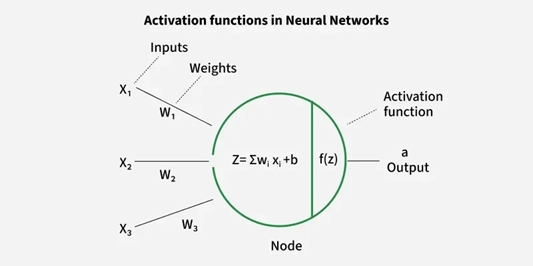 Activation functions in Neural Networks
Inputs
Weights
X₁
W₁
Activation
function
X₂
W₂
Z= Σwᵢ xᵢ +b
f(z)
a
Output
X₃
W₃
Node